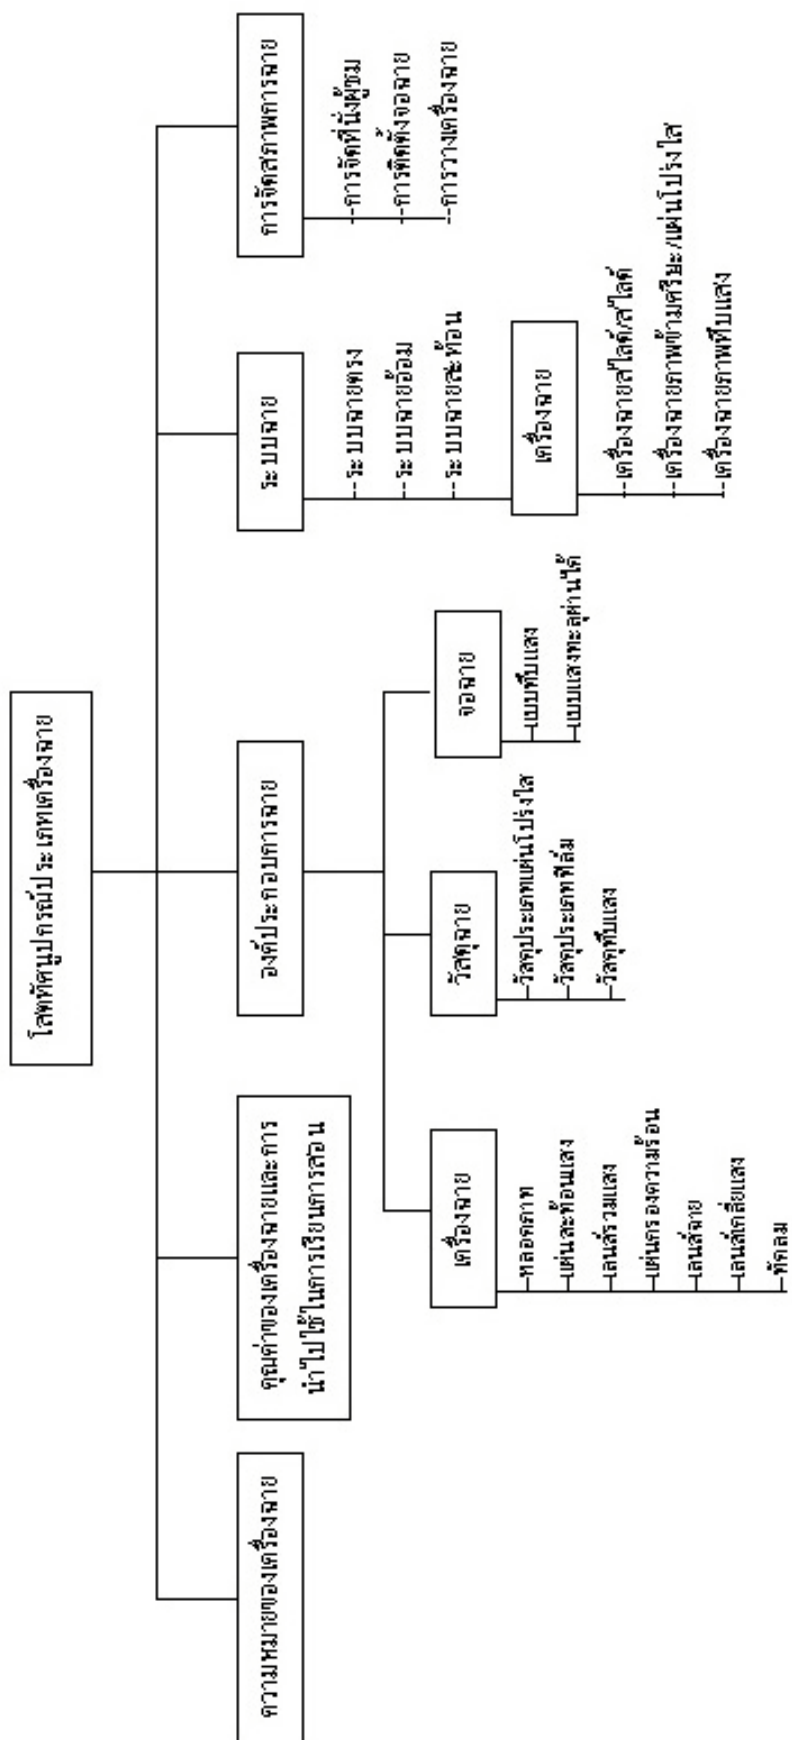 โสตทัศนูปกรณ์ประเภทเครื่องฉาย
ความหมายของเครื่องฉาย
คุณค่าของเครื่องฉายและการ
นำไปใช้ในการเรียนการสอน
องค์ประกอบการฉาย
เครื่องฉาย
หลอดภาพ
แผ่นสะท้อนแสง
เลนส์รวมแสง
แผ่นกรองความร้อน
เลนส์ฉาย
เลนส์เกลี่ยแสง
พัดลม
วัสดุฉาย
วัสดุประเภทแผ่นโปร่งใส
วัสดุประเภทฟิล์ม
วัสดุทึบแสง
จอฉาย
แบบทึบแสง
แบบแสงทะลุผ่านได้
ระบบฉาย
--ระบบฉายตรง
--ระบบฉายอ้อม
--ระบบฉายสะท้อน
เครื่องฉาย
--เครื่องฉายสไลด์/สไลด์
--เครื่องฉายภาพข้ามศรีษะ/แผ่นโปร่งใส
--เครื่องฉายภาพทึบแสง
การจัดสภาพการฉาย
--การจัดที่นั่งผู้ชม
--การติดตั้งจอฉาย
--การวางเครื่องฉาย